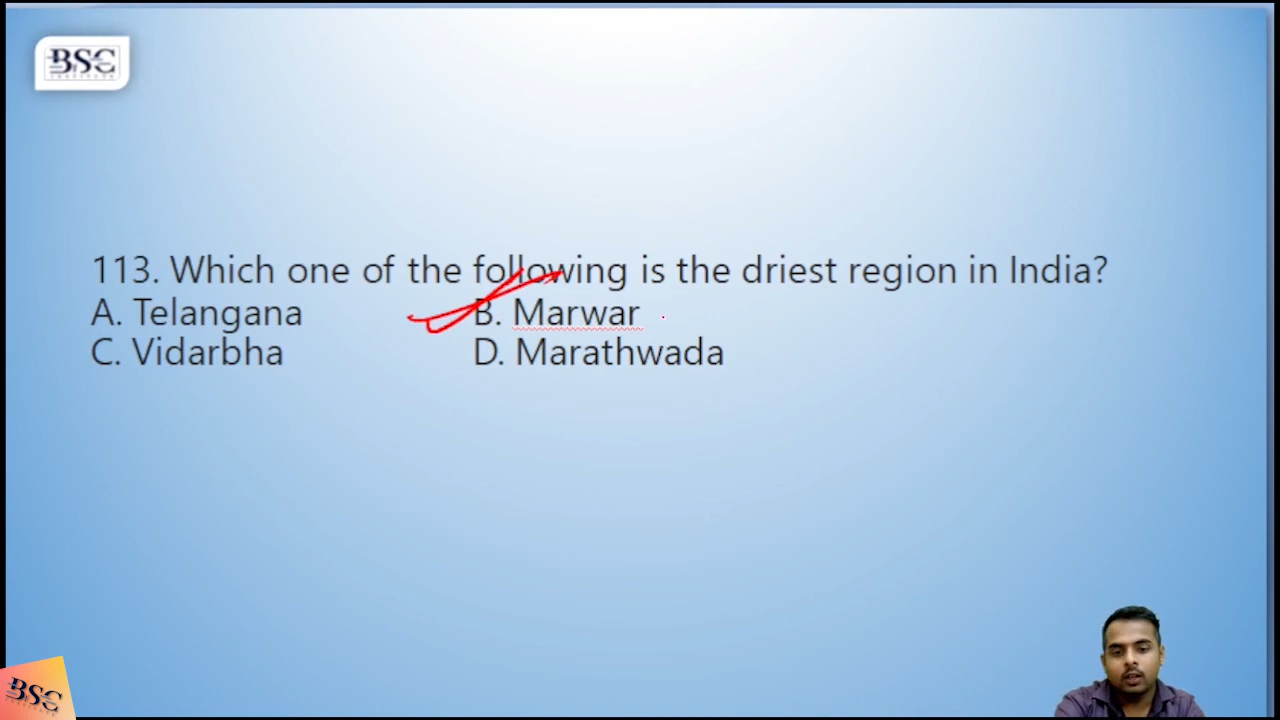 BSC
113. Which one of the following is the driest region in India?
A. Telangana B. Marwar
C. Vidarbha D. Marathwada
BSC